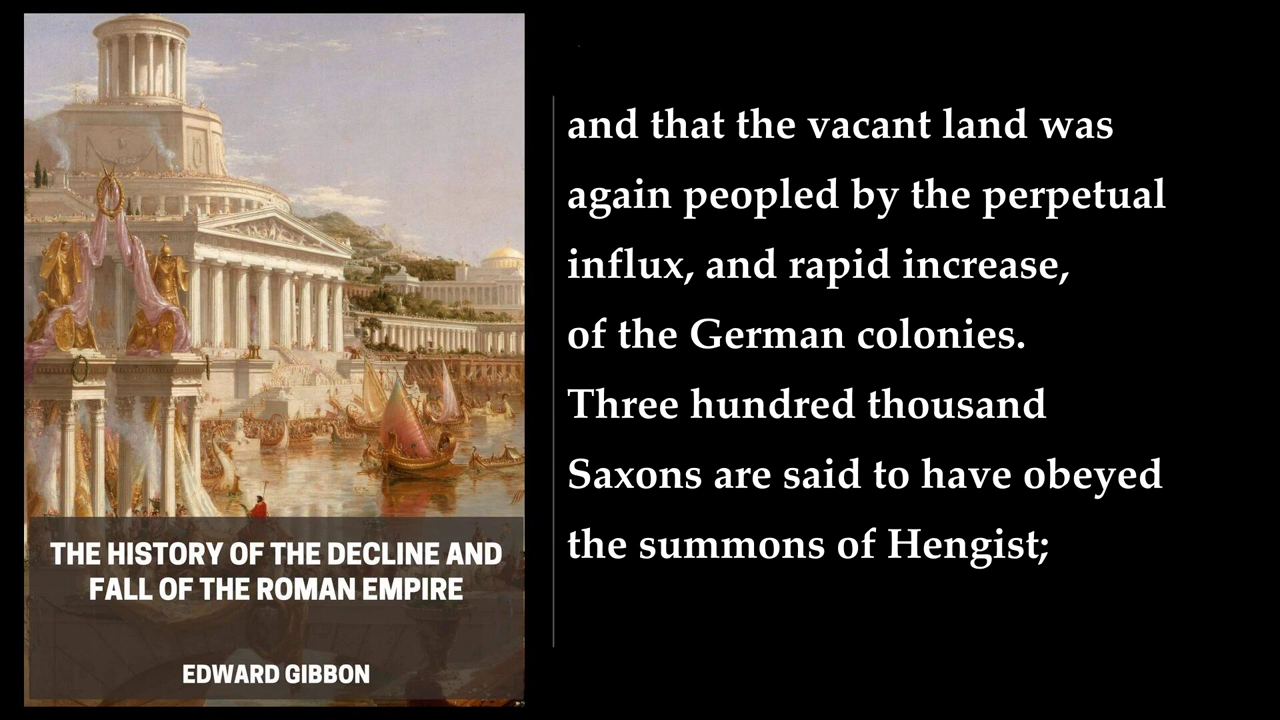 THE HISTORY OF THE DECLINE AND
FALL OF THE ROMAN EMPIRE
EDWARD GIBBON
and that the vacant land was
again peopled by the perpetual
influx, and rapid increase,
of the German colonies.
Three hundred thousand
Saxons are said to have obeyed
the summons of Hengist;